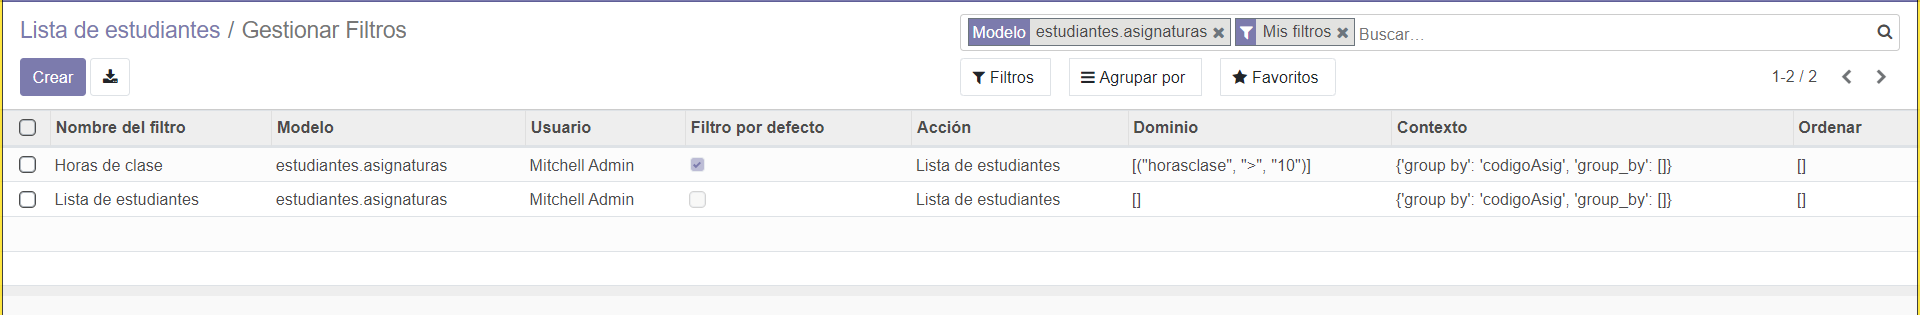 Lista de estudiantes / Gestionar Filtros
Modelo estudiantes.asignaturas Mis filtros Buscar...
Crear
Filtros Agrupar por Favoritos 1-2 / 2
Nombre del filtro Modelo Usuario Filtro por defecto Acción Dominio Contexto Ordenar
Horas de clase estudiantes.asignaturas Mitchell Admin Lista de estudiantes [("horasclase", ">", "10")] {'group by': 'codigoAsig', 'group_by': []} []
Lista de estudiantes estudiantes.asignaturas Mitchell Admin Lista de estudiantes [] {'group by': 'codigoAsig', 'group_by': []} []